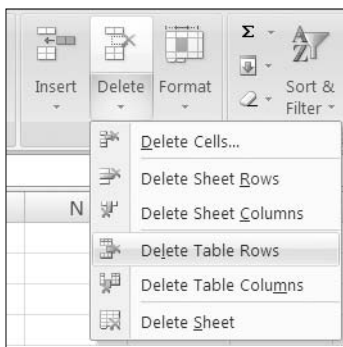 Σ
A
Z
Insert Delete Format
Sort &
Filter
Delete Cells...
Delete Sheet Rows
N
Delete Sheet Columns
Delete Table Rows
Delete Table Columns
Delete Sheet